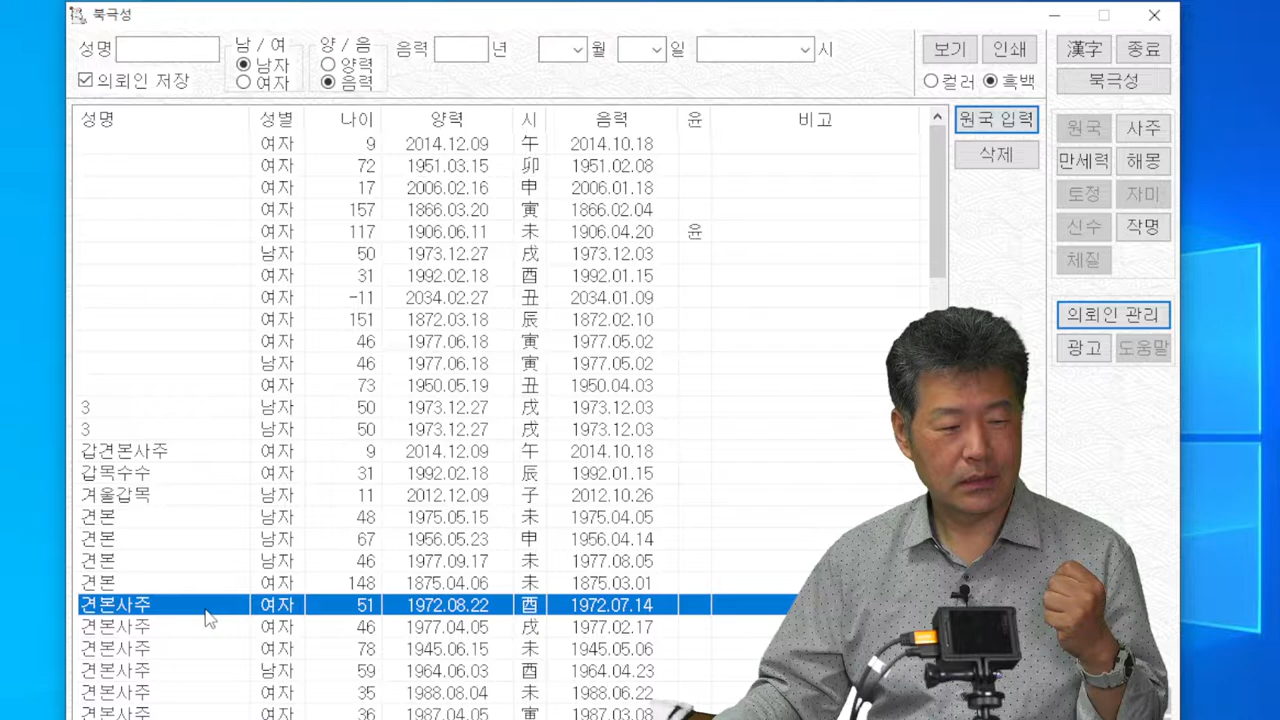 북극성
성명 남 / 여 양 / 음 음력 년 월 일 시 보기 인쇄 漢字 종료
의뢰인 저장 남자 여자 양력 음력 컬러 흑백 북극성
성명 성별 나이 양력 시 음력 윤 비고 원국 입력
여자 9 2014.12.09 午 2014.10.18
여자 72 1951.03.15 卯 1951.02.08
여자 17 2006.02.16 申 2006.01.18
여자 157 1866.03.20 寅 1866.02.04
여자 117 1906.06.11 未 1906.04.20 윤
남자 50 1973.12.27 戌 1973.12.03
여자 31 1992.02.18 酉 1992.01.15
여자 -11 2034.02.27 丑 2034.01.09
여자 151 1872.03.18 辰 1872.02.10
여자 46 1977.06.18 寅 1977.05.02
남자 46 1977.06.18 寅 1977.05.02
여자 73 1950.05.19 丑 1950.04.03
3 남자 50 1973.12.27 戌 1973.12.03
3 남자 50 1973.12.27 戌 1973.12.03
갑견본사주 여자 9 2014.12.09 午 2014.10.18
갑목수수 여자 31 1992.02.18 辰 1992.01.15
겨울갑목 남자 11 2012.12.09 子 2012.10.26
견본 남자 48 1975.05.15 未 1975.04.05
견본 남자 67 1956.05.23 申 1956.04.14
견본 남자 46 1977.09.17 未 1977.08.05
견본 여자 148 1875.04.06 未 1875.03.01
견본사주 여자 51 1972.08.22 酉 1972.07.14
견본사주 여자 46 1977.04.05 戌 1977.02.17
견본사주 여자 78 1945.06.15 未 1945.05.06
견본사주 남자 59 1964.06.03 酉 1964.04.23
견본사주 여자 35 1988.08.04 未 1988.06.22
견본사주 여자 36 1987.04.05 寅 1987.03.08
삭제
원국 사주
만세력 해몽
토정 자미
신수 작명
체질
의뢰인 관리
광고 도움말